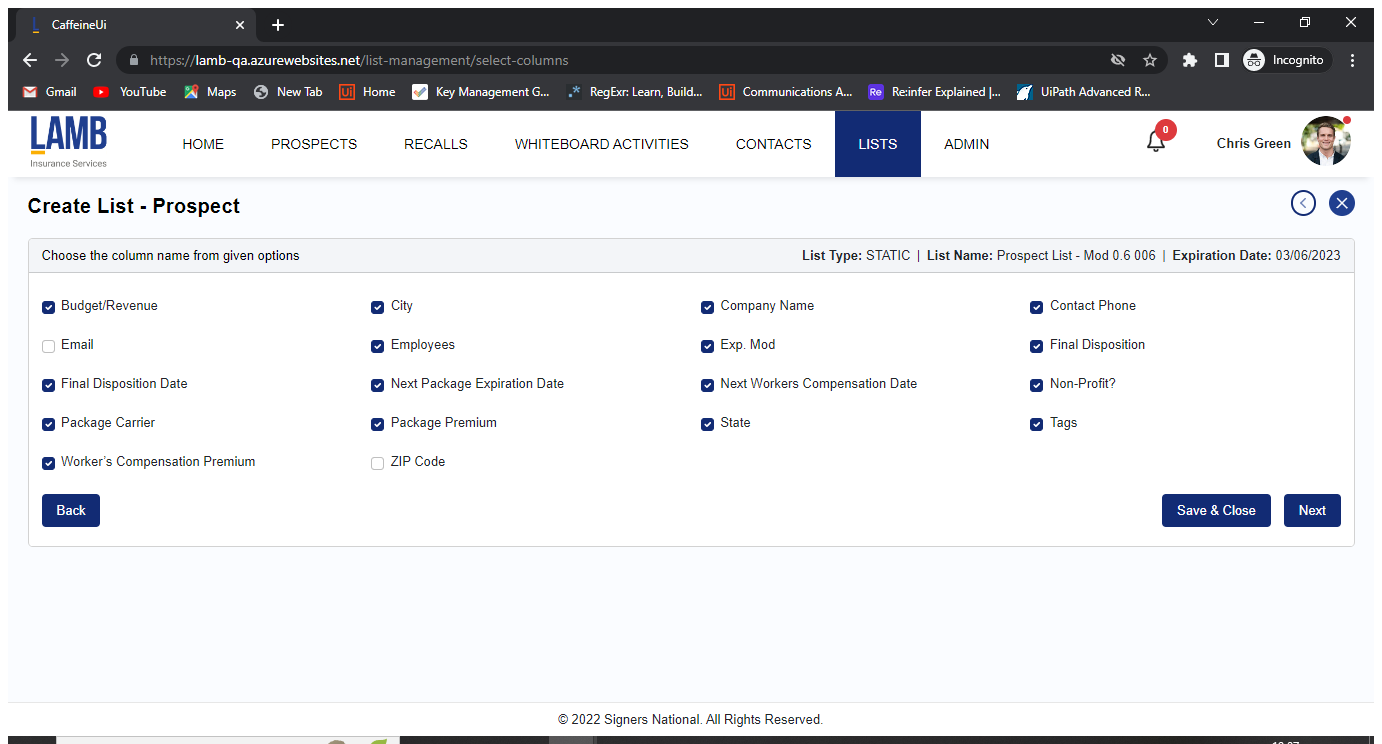 CaffeineUi
https://lamb-qa.azurewebsites.net/list-management/select-columns
Incognito
Gmail YouTube Maps New Tab Home Key Management G... RegExr: Learn, Build... Communications A... Reinfer Explained |... UiPath Advanced R...
LAMB
Insurance Services
HOME PROSPECTS RECALLS WHITEBOARD ACTIVITIES CONTACTS LISTS ADMIN 0 Chris Green
Create List - Prospect
Choose the column name from given options List Type: STATIC | List Name: Prospect List - Mod 0.6 006 | Expiration Date: 03/06/2023
Budget/Revenue City Company Name Contact Phone
Email Employees Exp. Mod Final Disposition
Final Disposition Date Next Package Expiration Date Next Workers Compensation Date Non-Profit?
Package Carrier Package Premium State Tags
Worker’s Compensation Premium ZIP Code
Back Save & Close Next
© 2022 Signers National. All Rights Reserved.